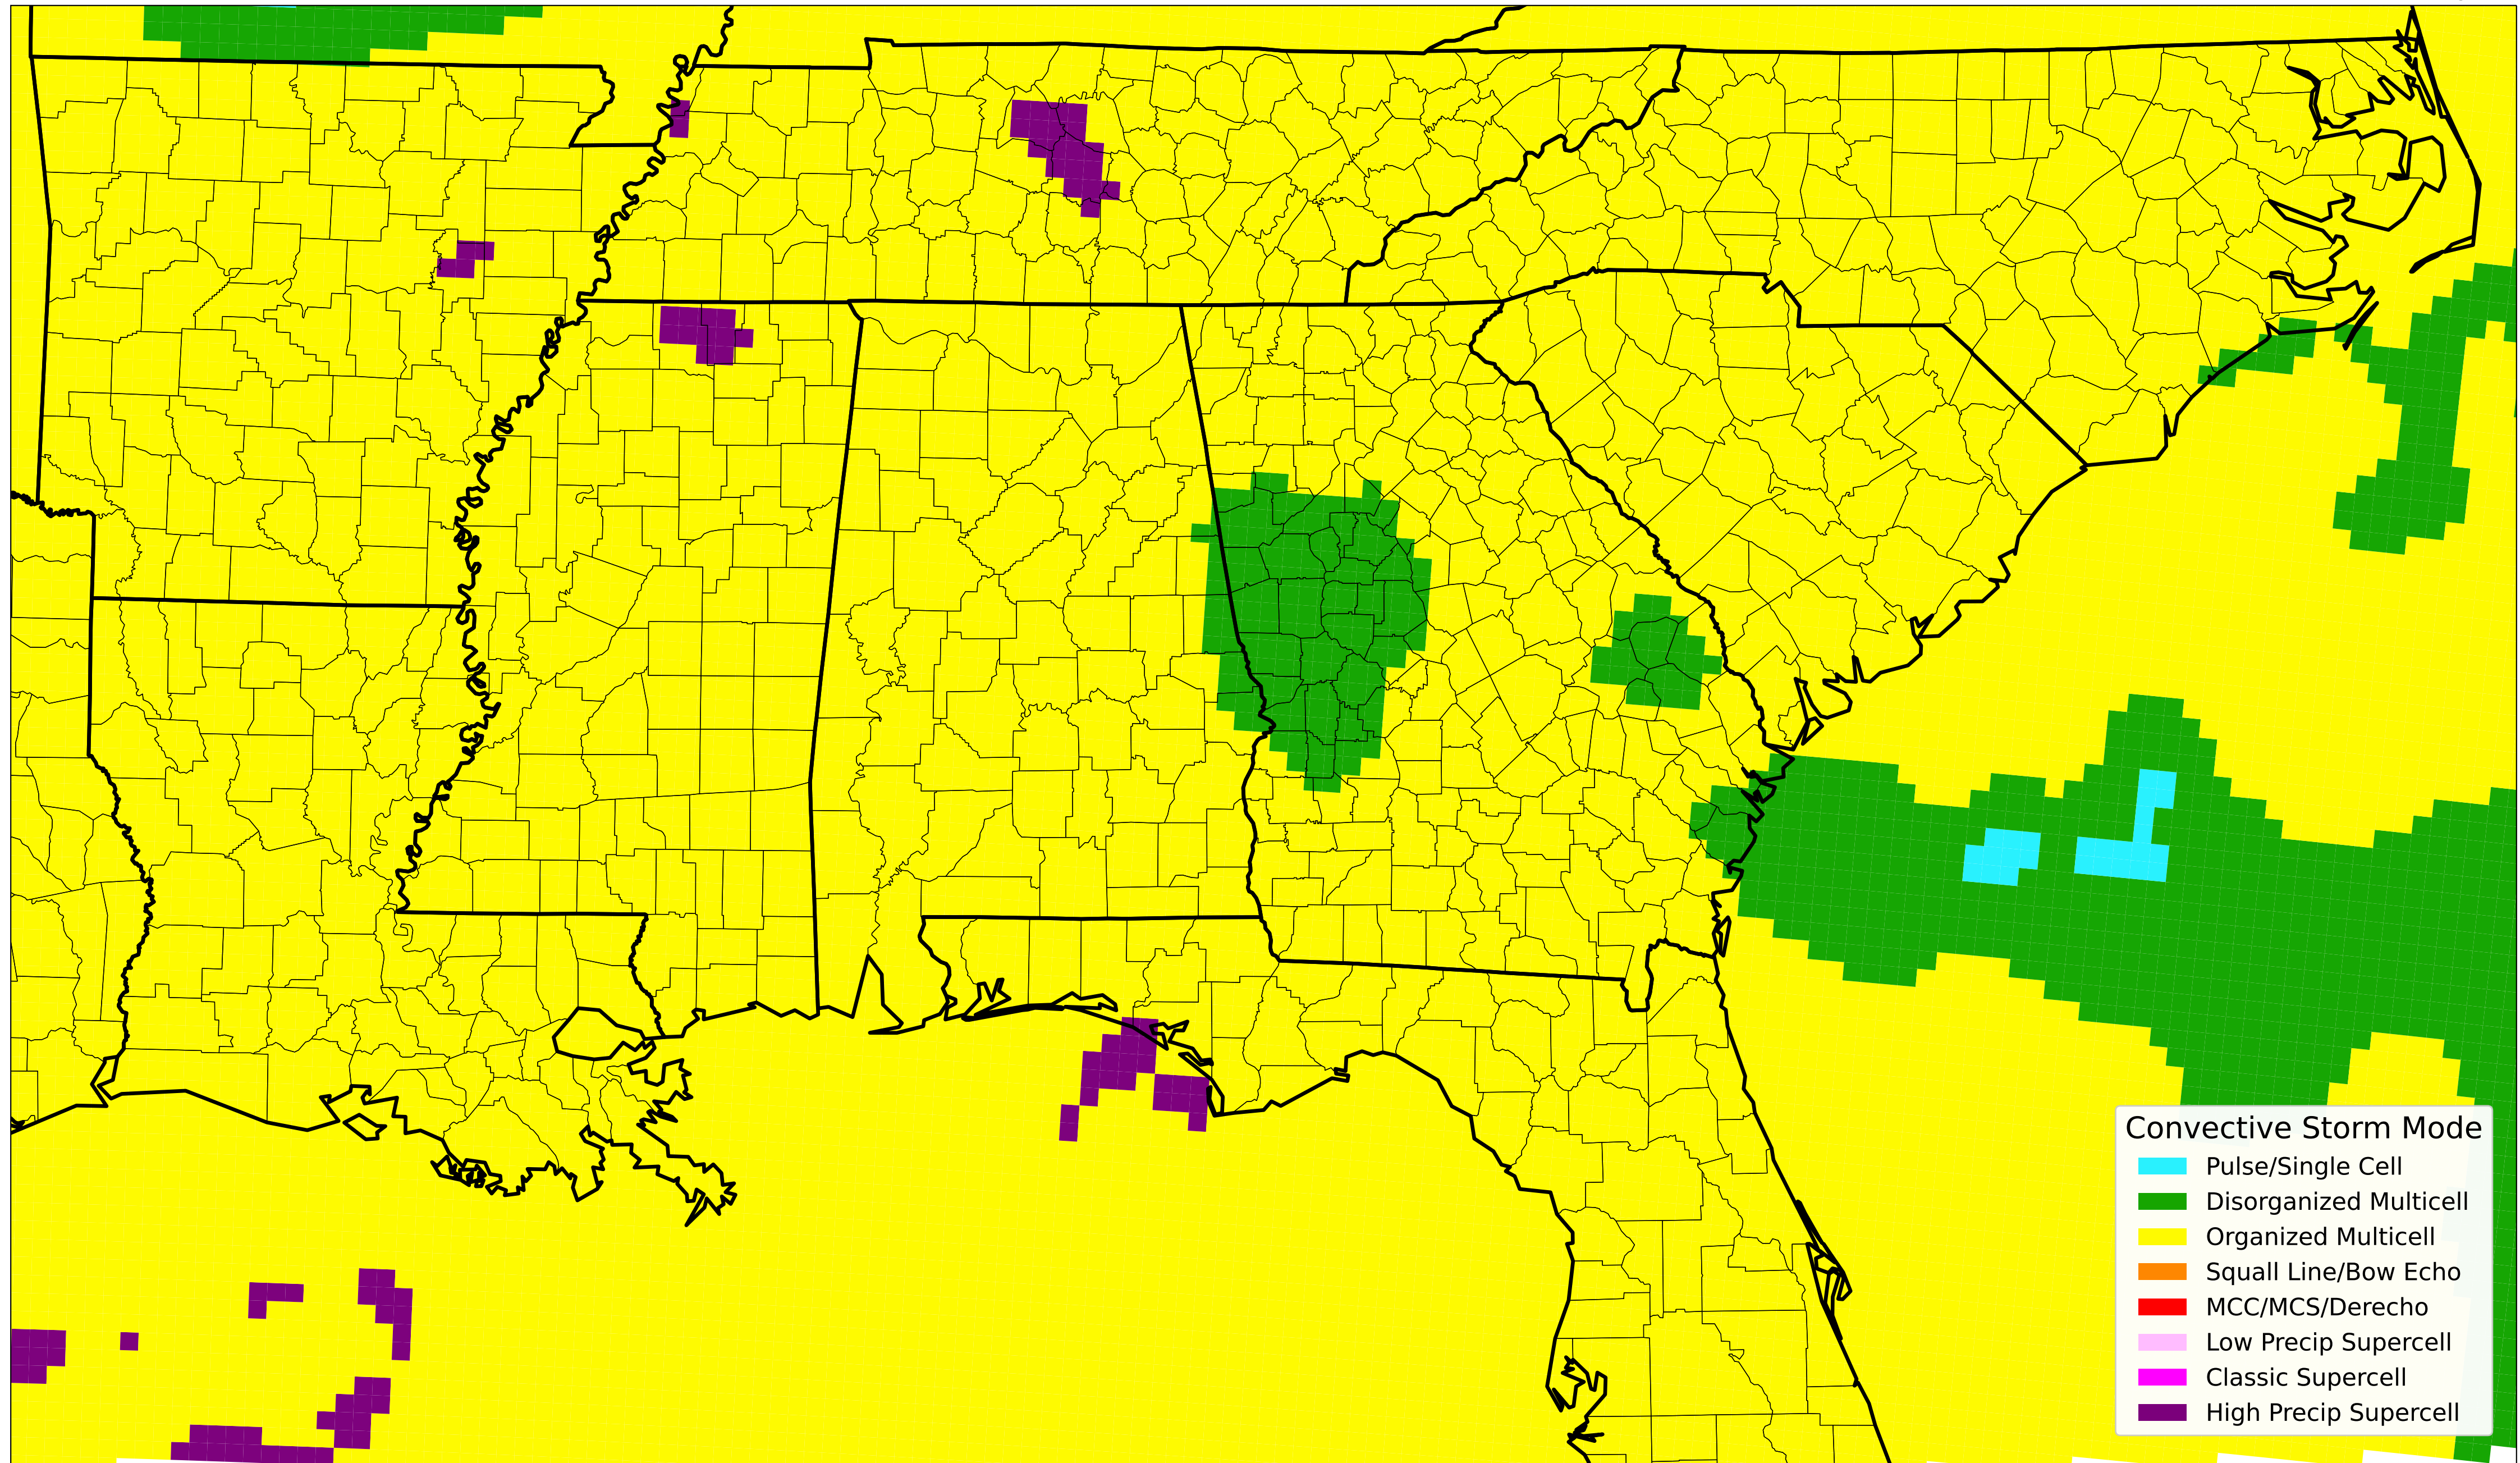 Convective Storm Mode
Pulse/Single Cell
Disorganized Multicell
Organized Multicell
Squall Line/Bow Echo
MCC/MCS/Derecho
Low Precip Supercell
Classic Supercell
High Precip Supercell